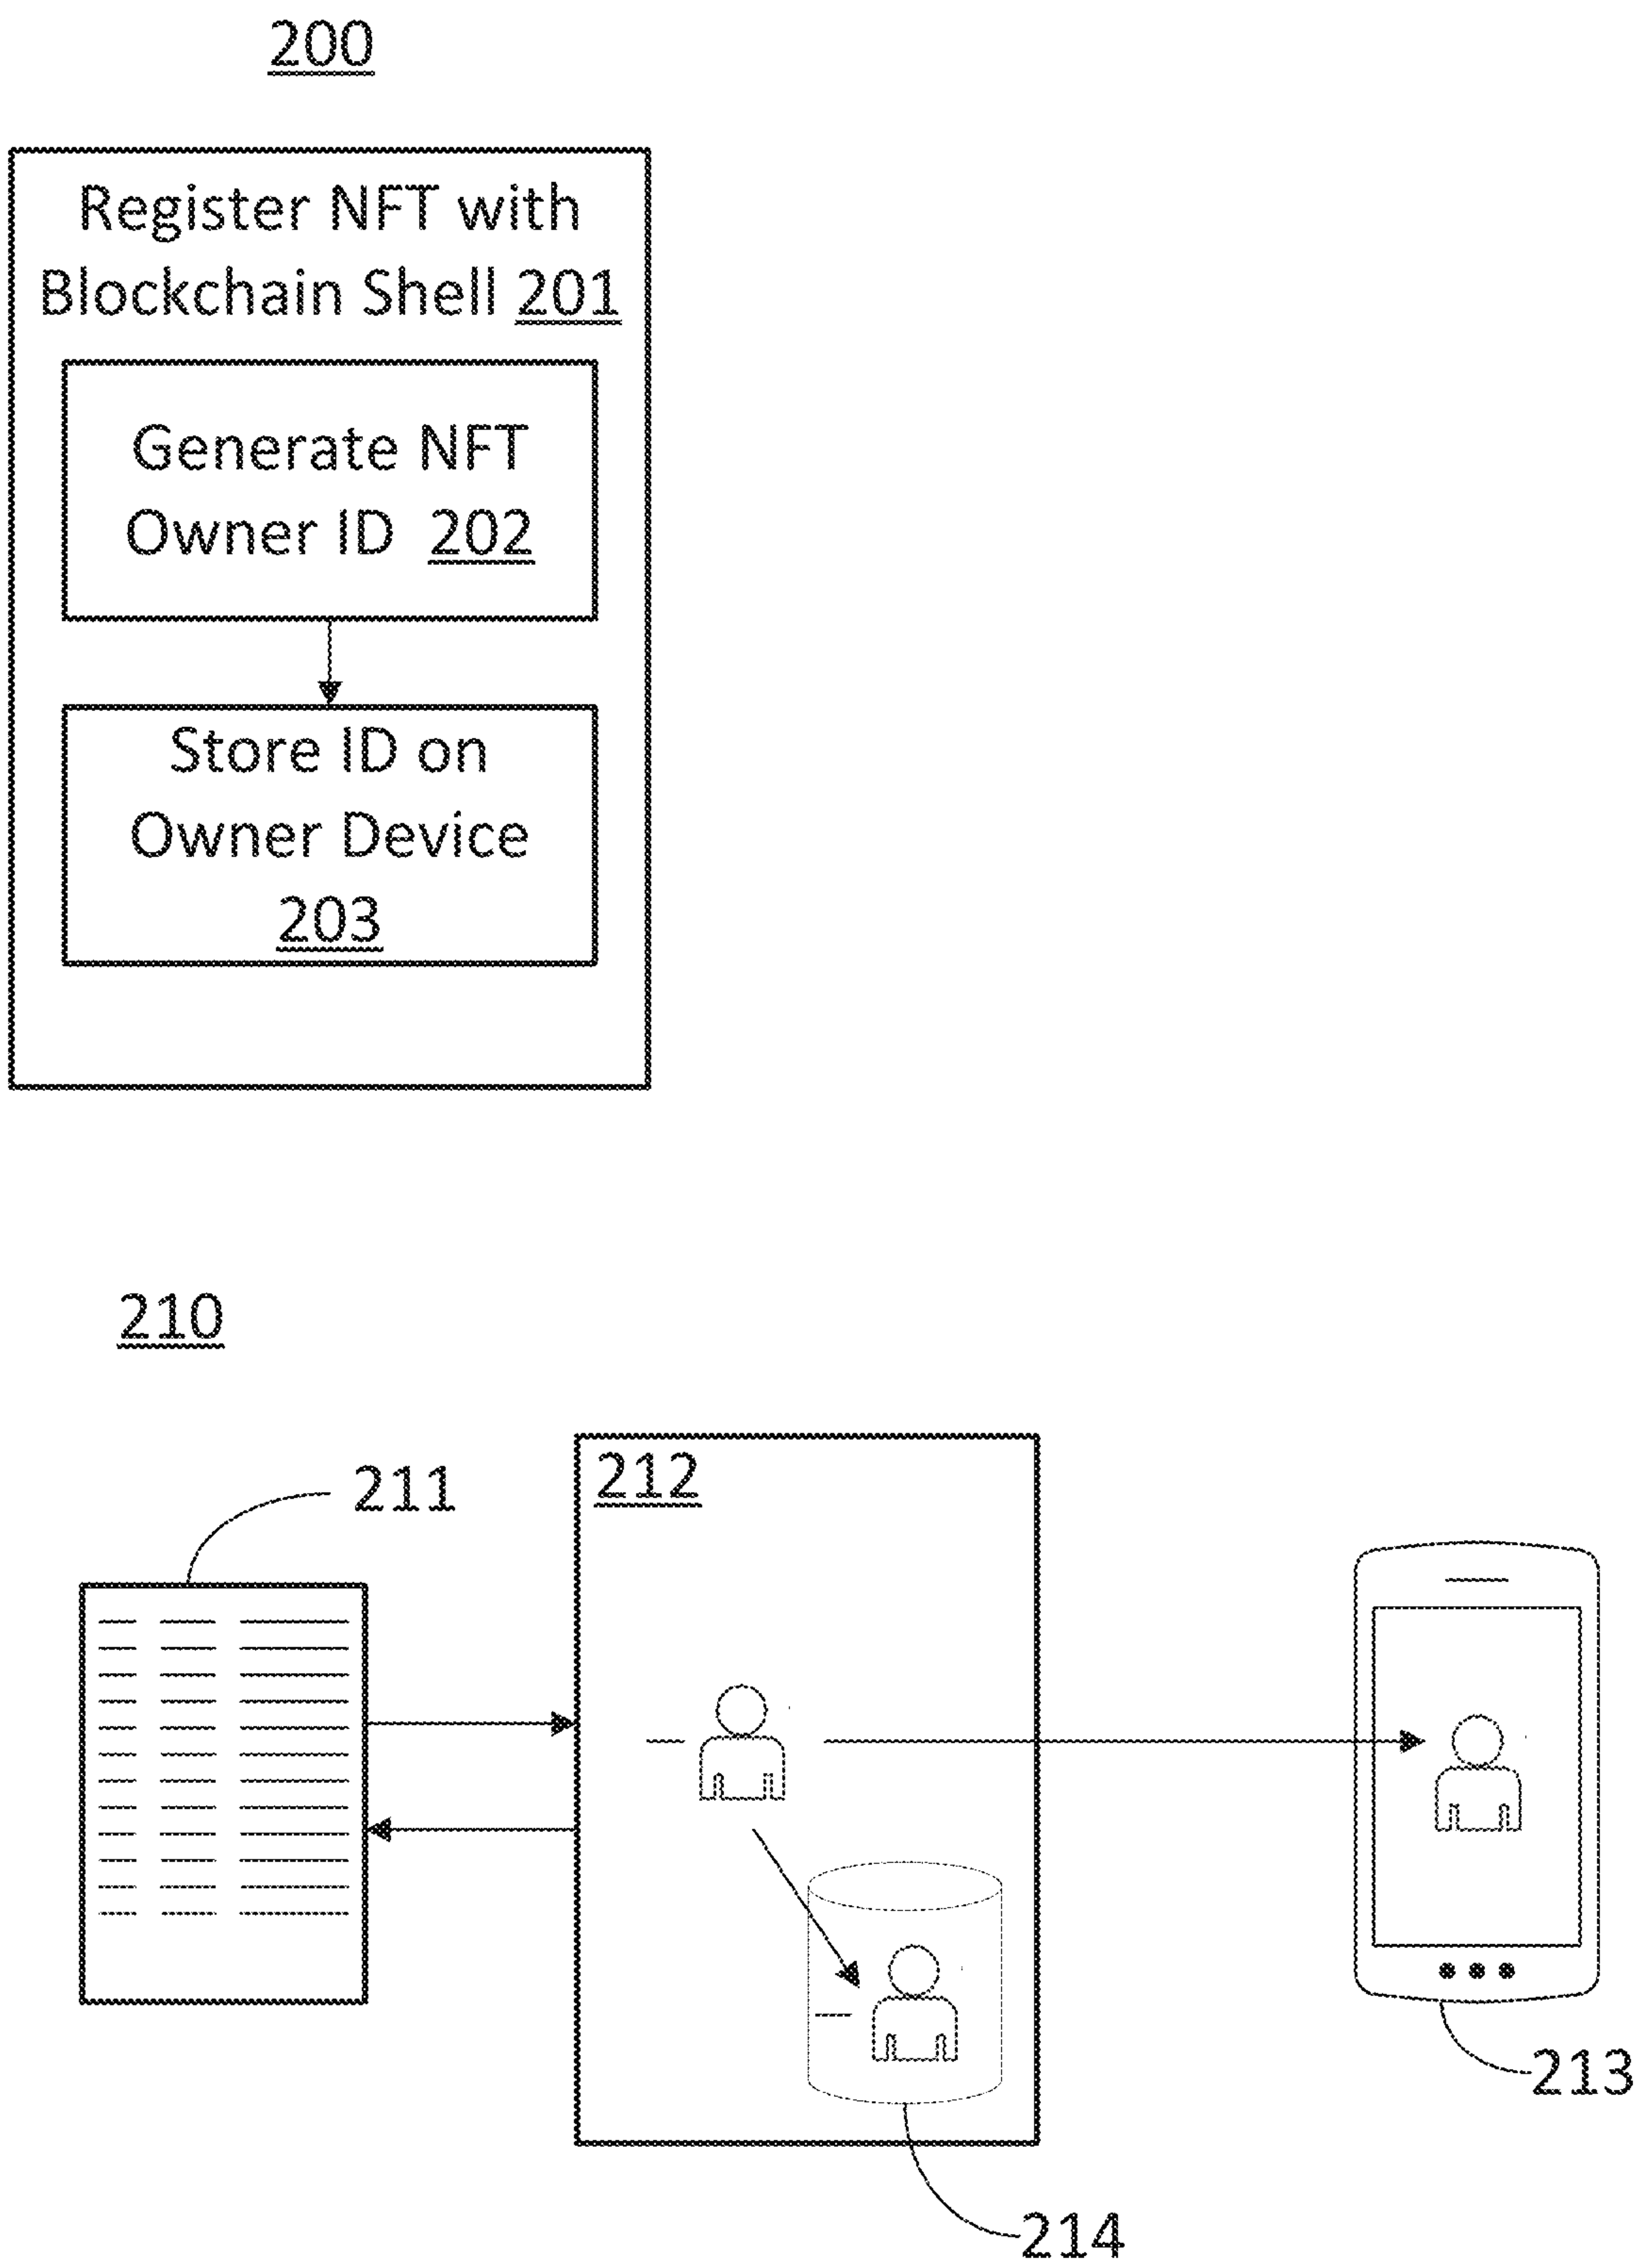 200
Register NFT with
Blockchain Shell 201
Generate NFT
Owner ID 202
Store ID on
Owner Device
203
210
211
212
213
214